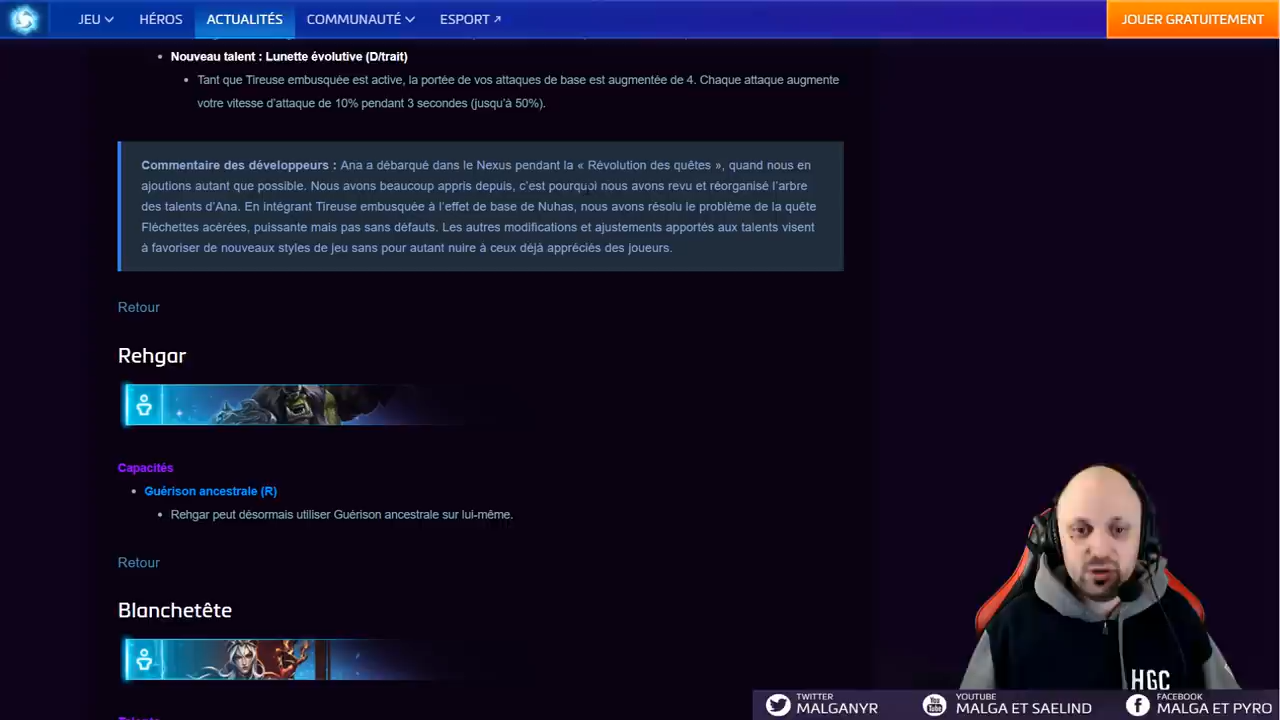 JEU
HÉROS
ACTUALITÉS
COMMUNAUTÉ
ESPORT
JOUER GRATUITEMENT
Nouveau talent : Lunette évolutive (D/trait)
Tant que Tireuse embusquée est active, la portée de vos attaques de base est augmentée de 4. Chaque attaque augmente
votre vitesse d'attaque de 10% pendant 3 secondes (jusqu'à 50%).
Commentaire des développeurs : Ana a débarqué dans le Nexus pendant la « Révolution des quêtes », quand nous en
ajoutions autant que possible. Nous avons beaucoup appris depuis, c'est pourquoi nous avons revu et réorganisé l'arbre
des talents d'Ana. En intégrant Tireuse embusquée à l'effet de base de Nuhas, nous avons résolu le problème de la quête
Fléchettes acérées, puissante mais pas sans défauts. Les autres modifications et ajustements apportés aux talents visent
à favoriser de nouveaux styles de jeu sans pour autant nuire à ceux déjà appréciés des joueurs.
Retour
Rehgar
Capacités
Guérison ancestrale (R)
Rehgar peut désormais utiliser Guérison ancestrale sur lui-même.
Retour
Blanchetête
HGC
TWITTER
MALGANYR
YOUTUBE
MALGA ET SAELIND
FACEBOOK
MALGA ET PYRO